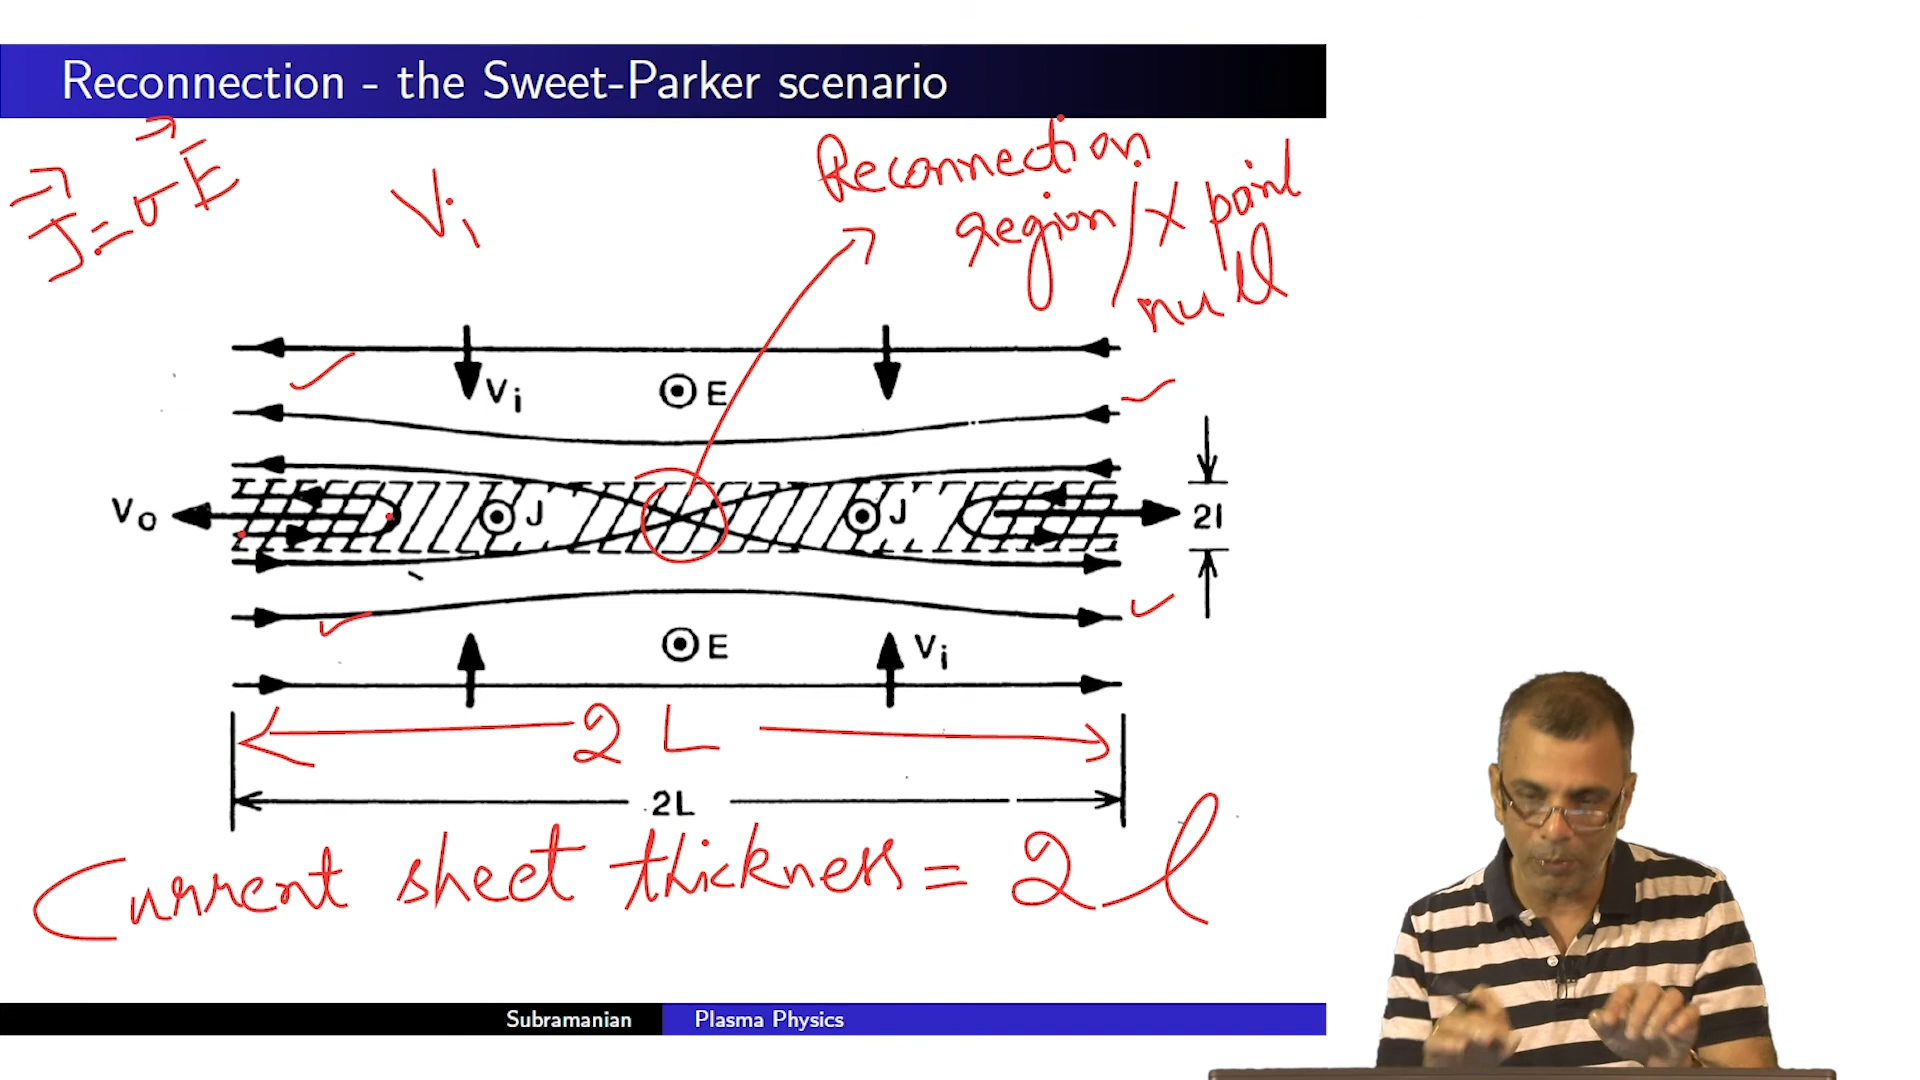 Reconnection - the Sweet-Parker scenario
J = σE
Vi
Reconnection
region / X point
null
Vi
E
Vo
J
J
2l
E
Vi
2 L
2L
Current sheet thickness = 2l
Subramanian
Plasma Physics